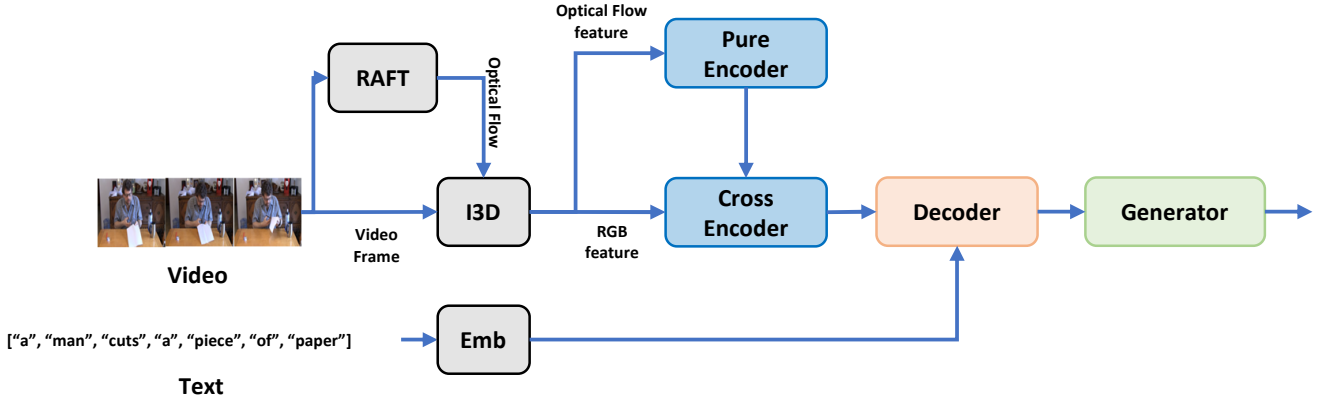 Optical Flow
feature
Pure
Encoder
RAFT
Optical Flow
I3D
Cross
Encoder
Decoder
Generator
Video
Frame
RGB
feature
Video
["a", "man", "cuts", "a", "piece", "of", "paper"]
Emb
Text